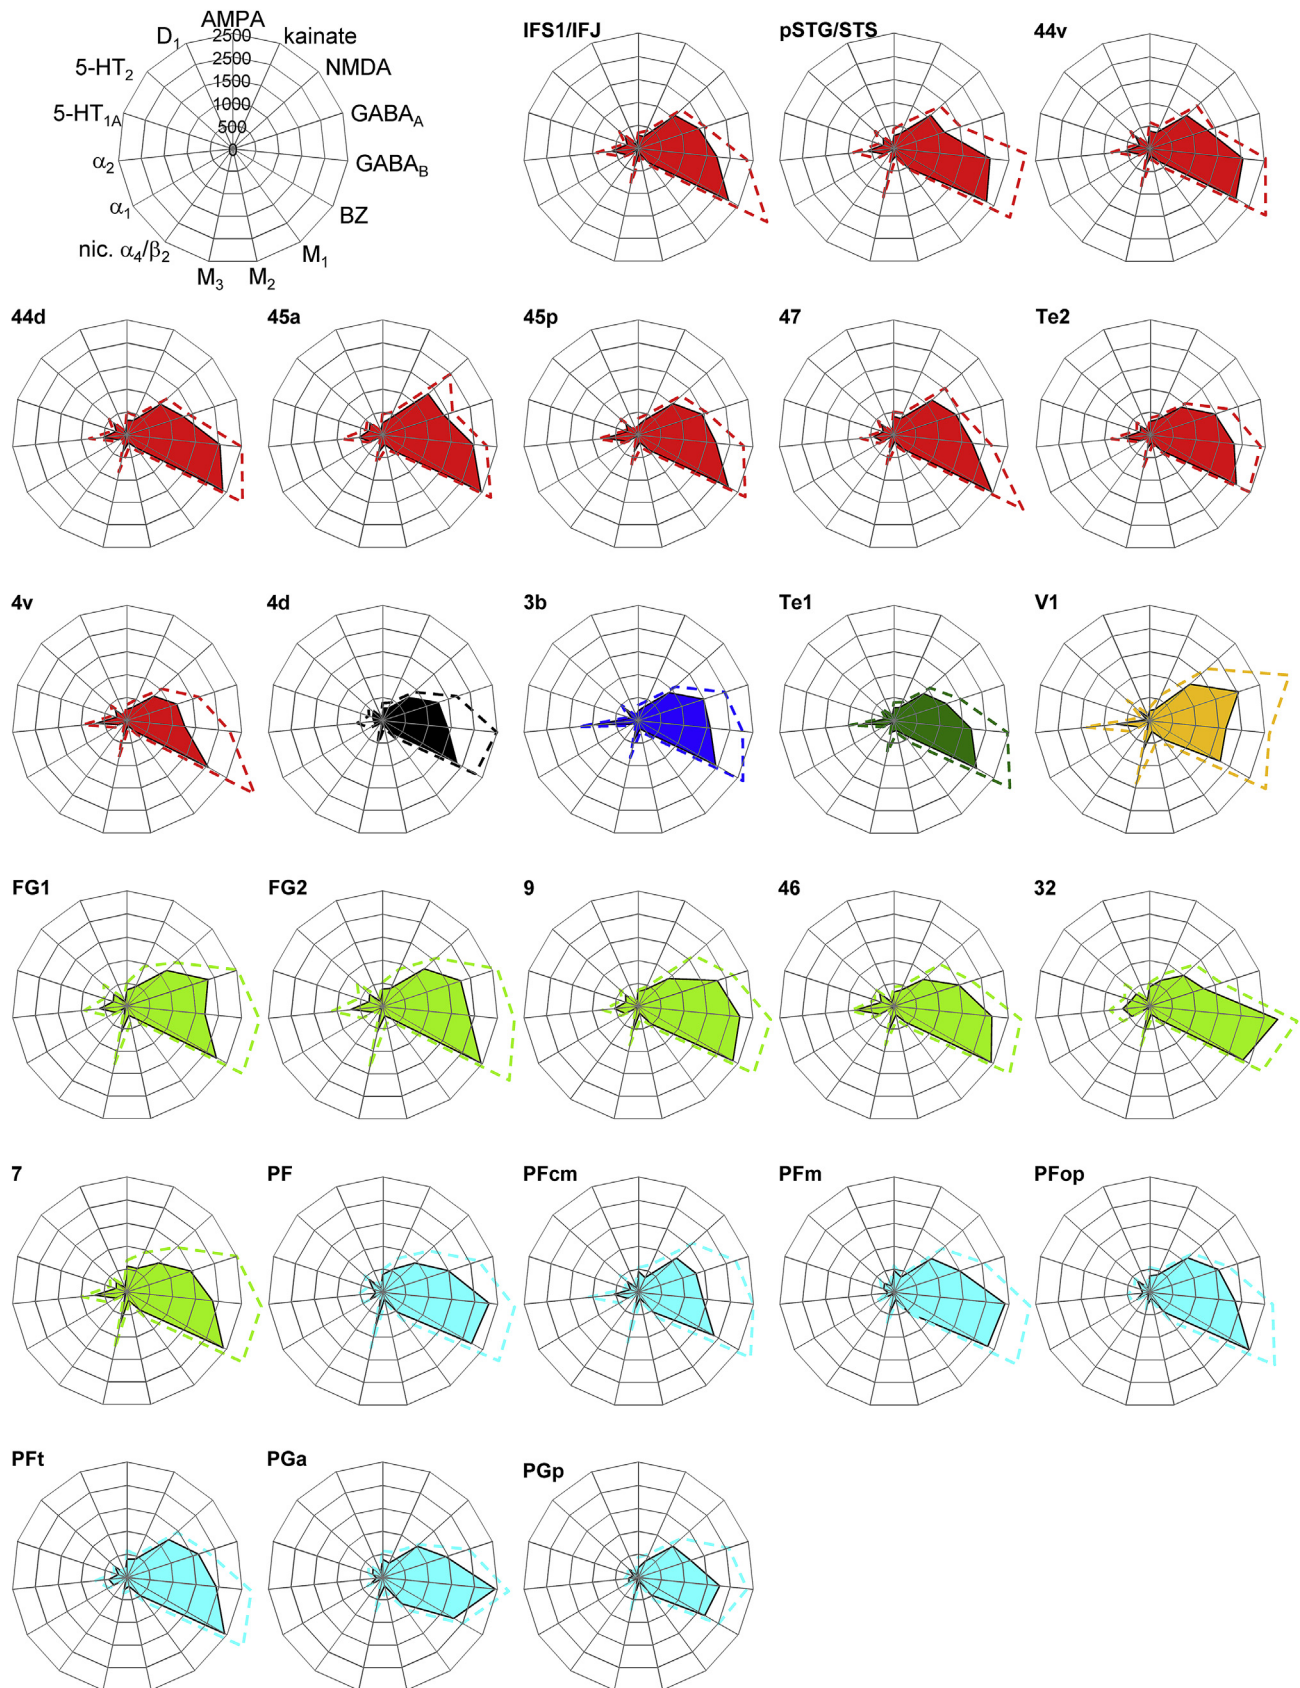 AMPA
D1
2500
kainate
5-HT2
2500
NMDA
1500
5-HT1A
1000
GABAA
500
α2
0
GABAB
α1
BZ
nic. α4/β2
M1
M3
M2
IFS1/IFJ
pSTG/STS
44v
44d
45a
45p
47
Te2
4v
4d
3b
Te1
V1
FG1
FG2
9
46
32
7
PF
PFcm
PFm
PFop
PFt
PGa
PGp